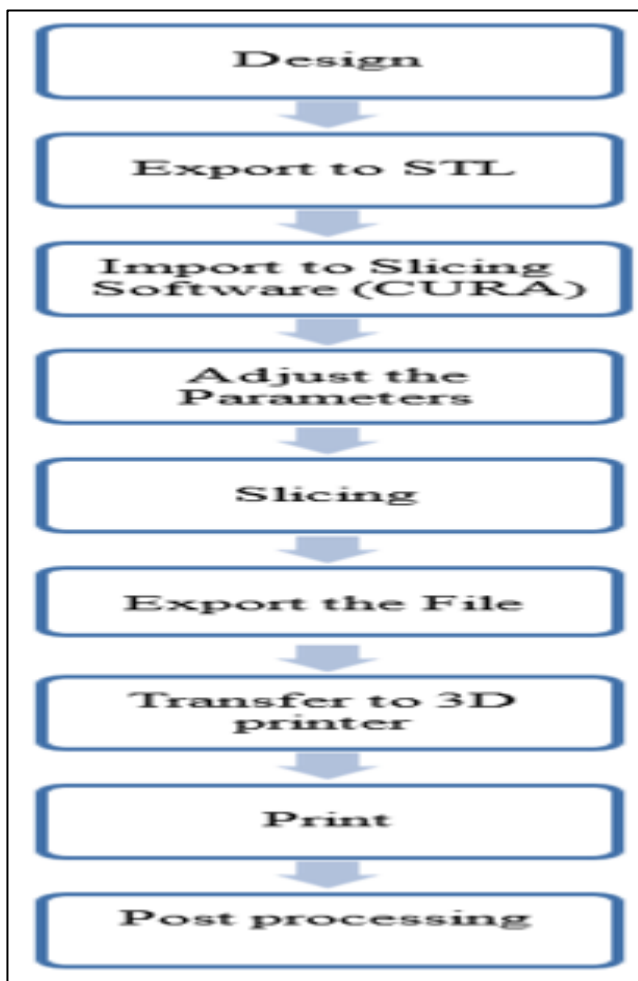 Design
Export to STL
Import to Slicing
Software (CURA)
Adjust the
Parameters
Slicing
Export the File
Transfer to 3D
printer
Print
Post processing